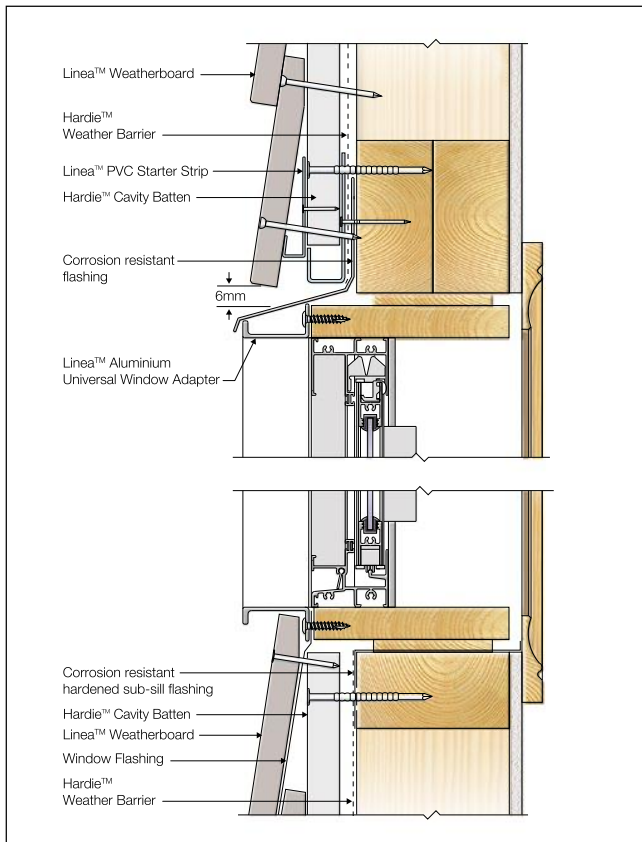 Linea™ Weatherboard
Hardie™
Weather Barrier
Linea™ PVC Starter Strip
Hardie™ Cavity Batten
Corrosion resistant
flashing
6mm
Linea™ Aluminium
Universal Window Adapter
Corrosion resistant
hardened sub-sill flashing
Hardie™ Cavity Batten
Linea™ Weatherboard
Window Flashing
Hardie™
Weather Barrier